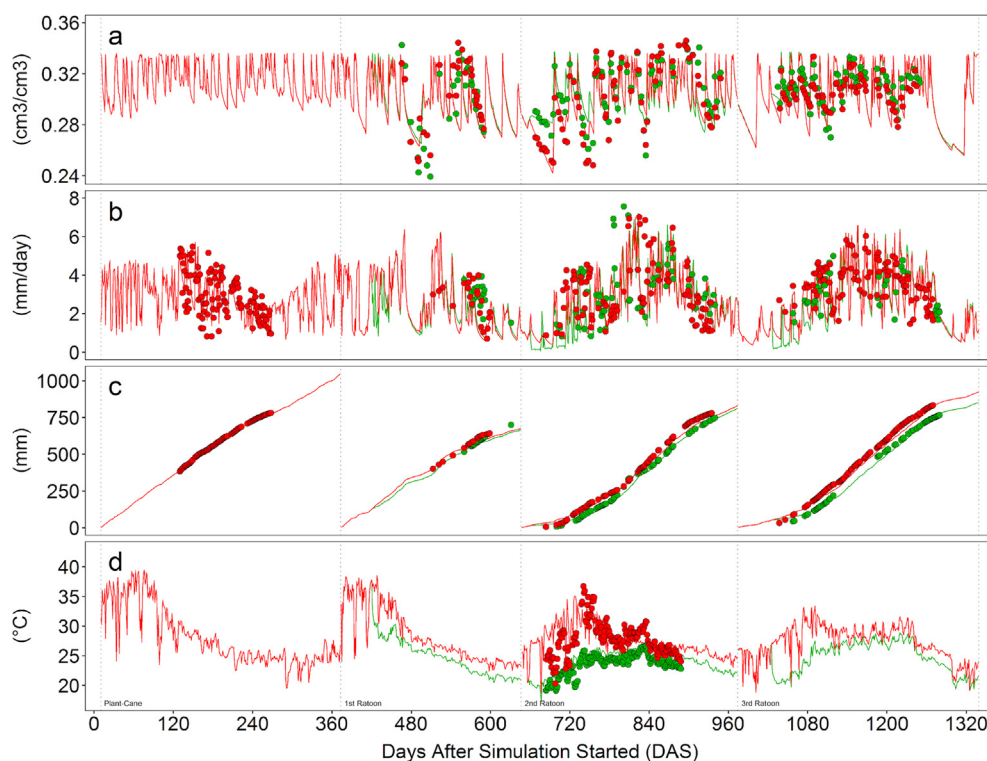 a
0.36
0.32
0.28
0.24
(cm3/cm3)
b
8
6
4
2
0
(mm/day)
c
1000
750
500
250
0
(mm)
d
40
35
30
25
20
(°C)
Plant-Cane
1st Ratoon
2nd Ratoon
3rd Ratoon
0 120 240 360 480 600 720 840 960 1080 1200 1320
Days After Simulation Started (DAS)